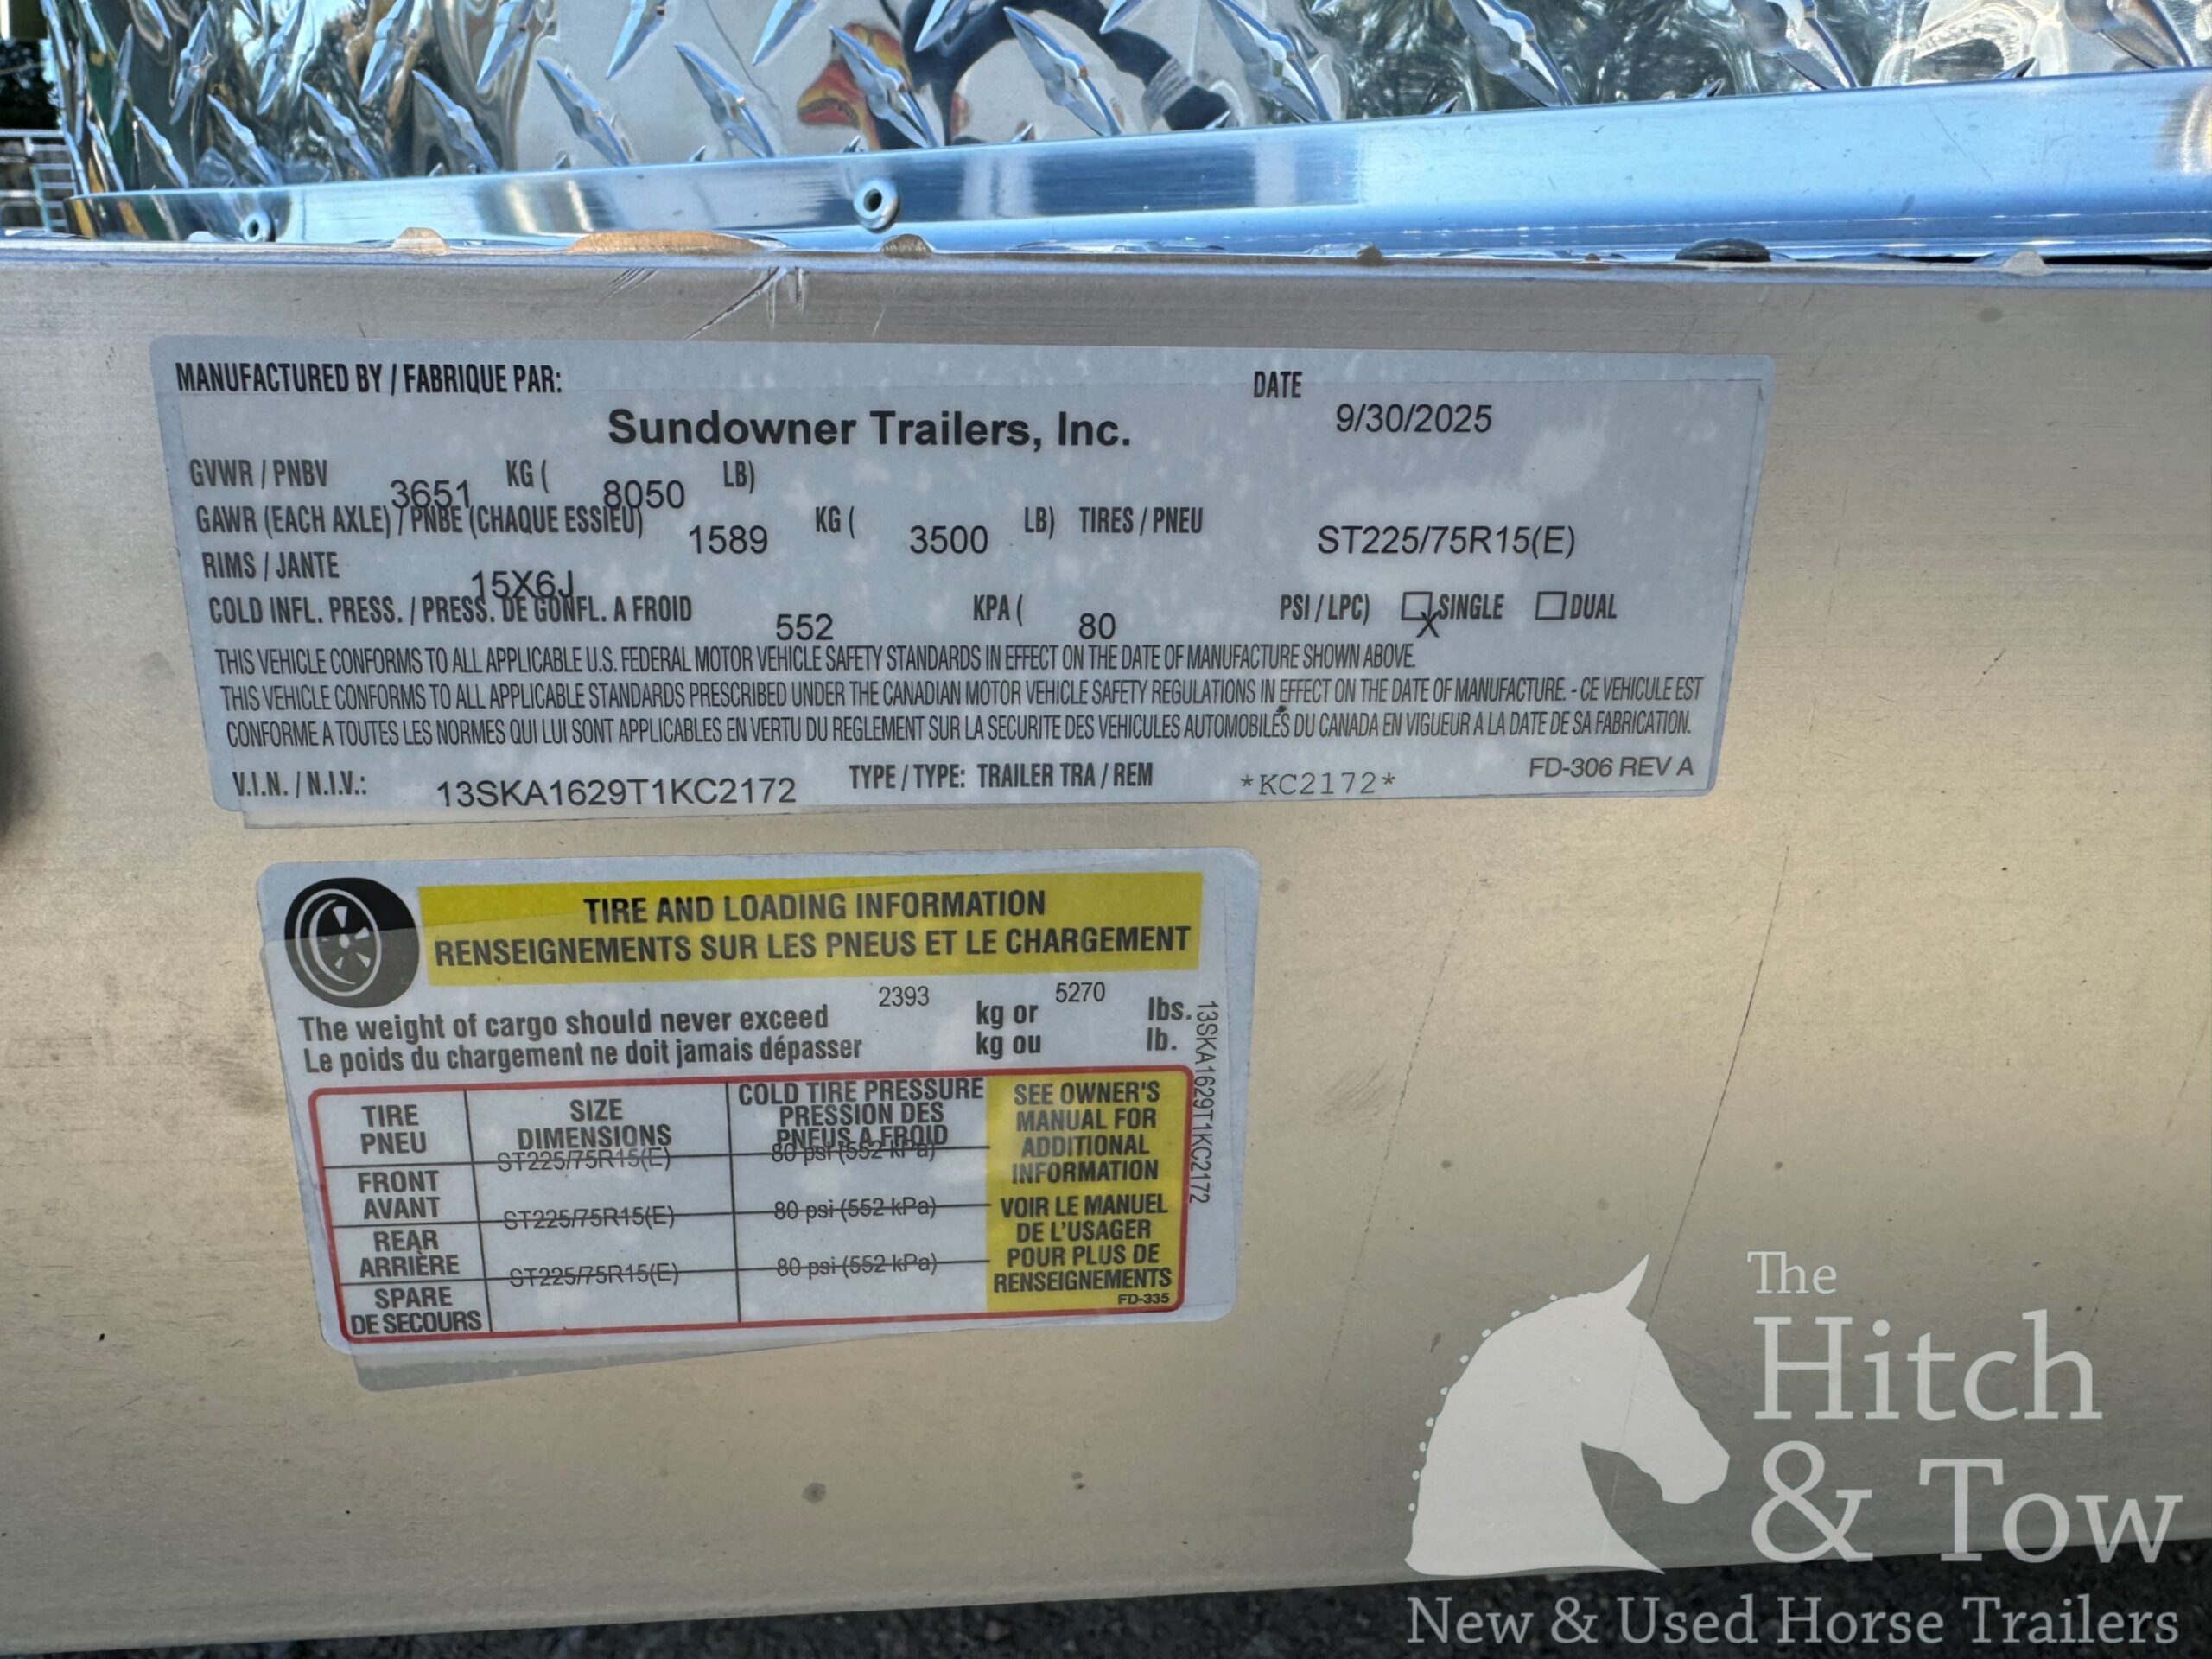 MANUFACTURED BY / FABRIQUE PAR: DATE
Sundowner Trailers, Inc. 9/30/2025
GVWR / PNBV 3651 KG ( 8050 LB)
GAWR (EACH AXLE) / PNBE (CHAQUE ESSIEU) 1589 KG ( 3500 LB) TIRES / PNEU ST225/75R15(E)
RIMS / JANTE 15X6J
COLD INFL. PRESS. / PRESS. DE GONFL. A FROID 552 KPA ( 80 PSI / LPC) X SINGLE DUAL
THIS VEHICLE CONFORMS TO ALL APPLICABLE U.S. FEDERAL MOTOR VEHICLE SAFETY STANDARDS IN EFFECT ON THE DATE OF MANUFACTURE SHOWN ABOVE.
THIS VEHICLE CONFORMS TO ALL APPLICABLE STANDARDS PRESCRIBED UNDER THE CANADIAN MOTOR VEHICLE SAFETY REGULATIONS IN EFFECT ON THE DATE OF MANUFACTURE. - CE VEHICULE EST
CONFORME A TOUTES LES NORMES QUI LUI SONT APPLICABLES EN VERTU DU REGLEMENT SUR LA SECURITE DES VEHICULES AUTOMOBILES DU CANADA EN VIGUEUR A LA DATE DE SA FABRICATION.
V.I.N. / N.I.V.: 13SKA1629T1KC2172 TYPE / TYPE: TRAILER TRA / REM *KC2172* FD-306 REV A
TIRE AND LOADING INFORMATION
RENSEIGNEMENTS SUR LES PNEUS ET LE CHARGEMENT
The weight of cargo should never exceed 2393 kg or 5270 lbs.
Le poids du chargement ne doit jamais dépasser kg ou lb.
13SKA1629T1KC2172
TIRE SIZE COLD TIRE PRESSURE
PNEU DIMENSIONS PRESSION DES
PNEUS A FROID
ST225/75R15(E) 80 psi (552 kPa)
FRONT
AVANT
ST225/75R15(E) 80 psi (552 kPa)
REAR
ARRIÈRE
ST225/75R15(E) 80 psi (552 kPa)
SPARE
DE SECOURS
SEE OWNER'S
MANUAL FOR
ADDITIONAL
INFORMATION
VOIR LE MANUEL
DE L'USAGER
POUR PLUS DE
RENSEIGNEMENTS
FD-335
The
Hitch
& Tow
New & Used Horse Trailers